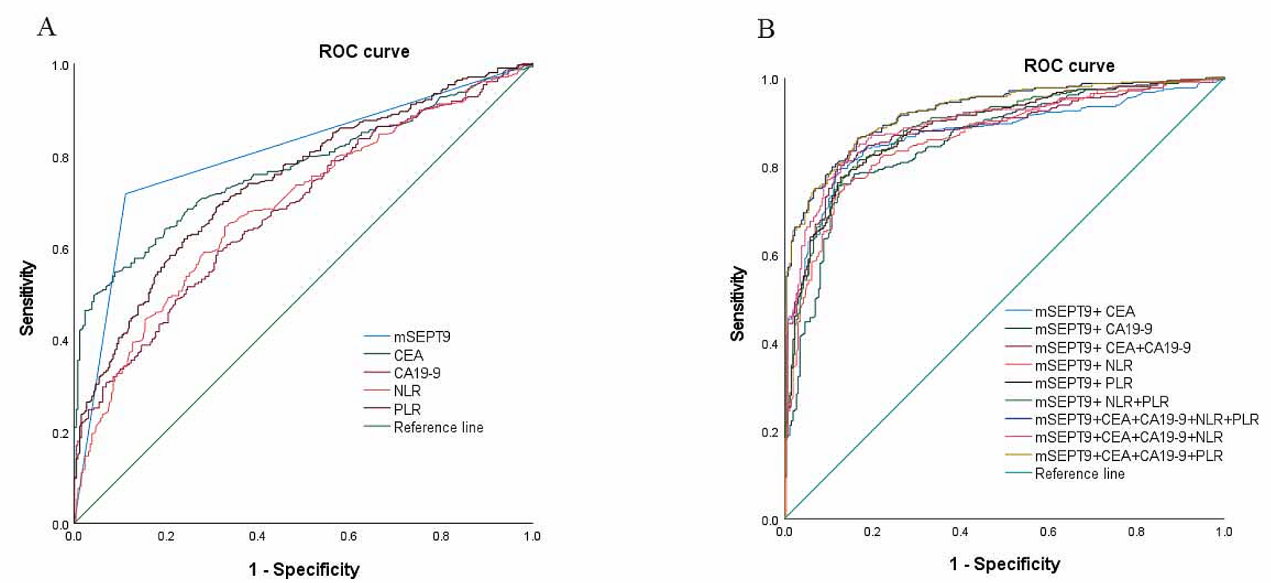 A
ROC curve
1.0
0.8
0.6
0.4
0.2
0.0
Sensitivity
mSEPT9
CEA
CA19-9
NLR
PLR
Reference line
0.0 0.2 0.4 0.6 0.8 1.0
1 - Specificity
B
ROC curve
1.0
0.8
0.6
0.4
0.2
0.0
Sensitivity
mSEPT9+ CEA
mSEPT9+ CA19-9
mSEPT9+ CEA+CA19-9
mSEPT9+ NLR
mSEPT9+ PLR
mSEPT9+ NLR+PLR
mSEPT9+CEA+CA19-9+NLR+PLR
mSEPT9+CEA+CA19-9+NLR
mSEPT9+CEA+CA19-9+PLR
Reference line
0.0 0.2 0.4 0.6 0.8 1.0
1 - Specificity